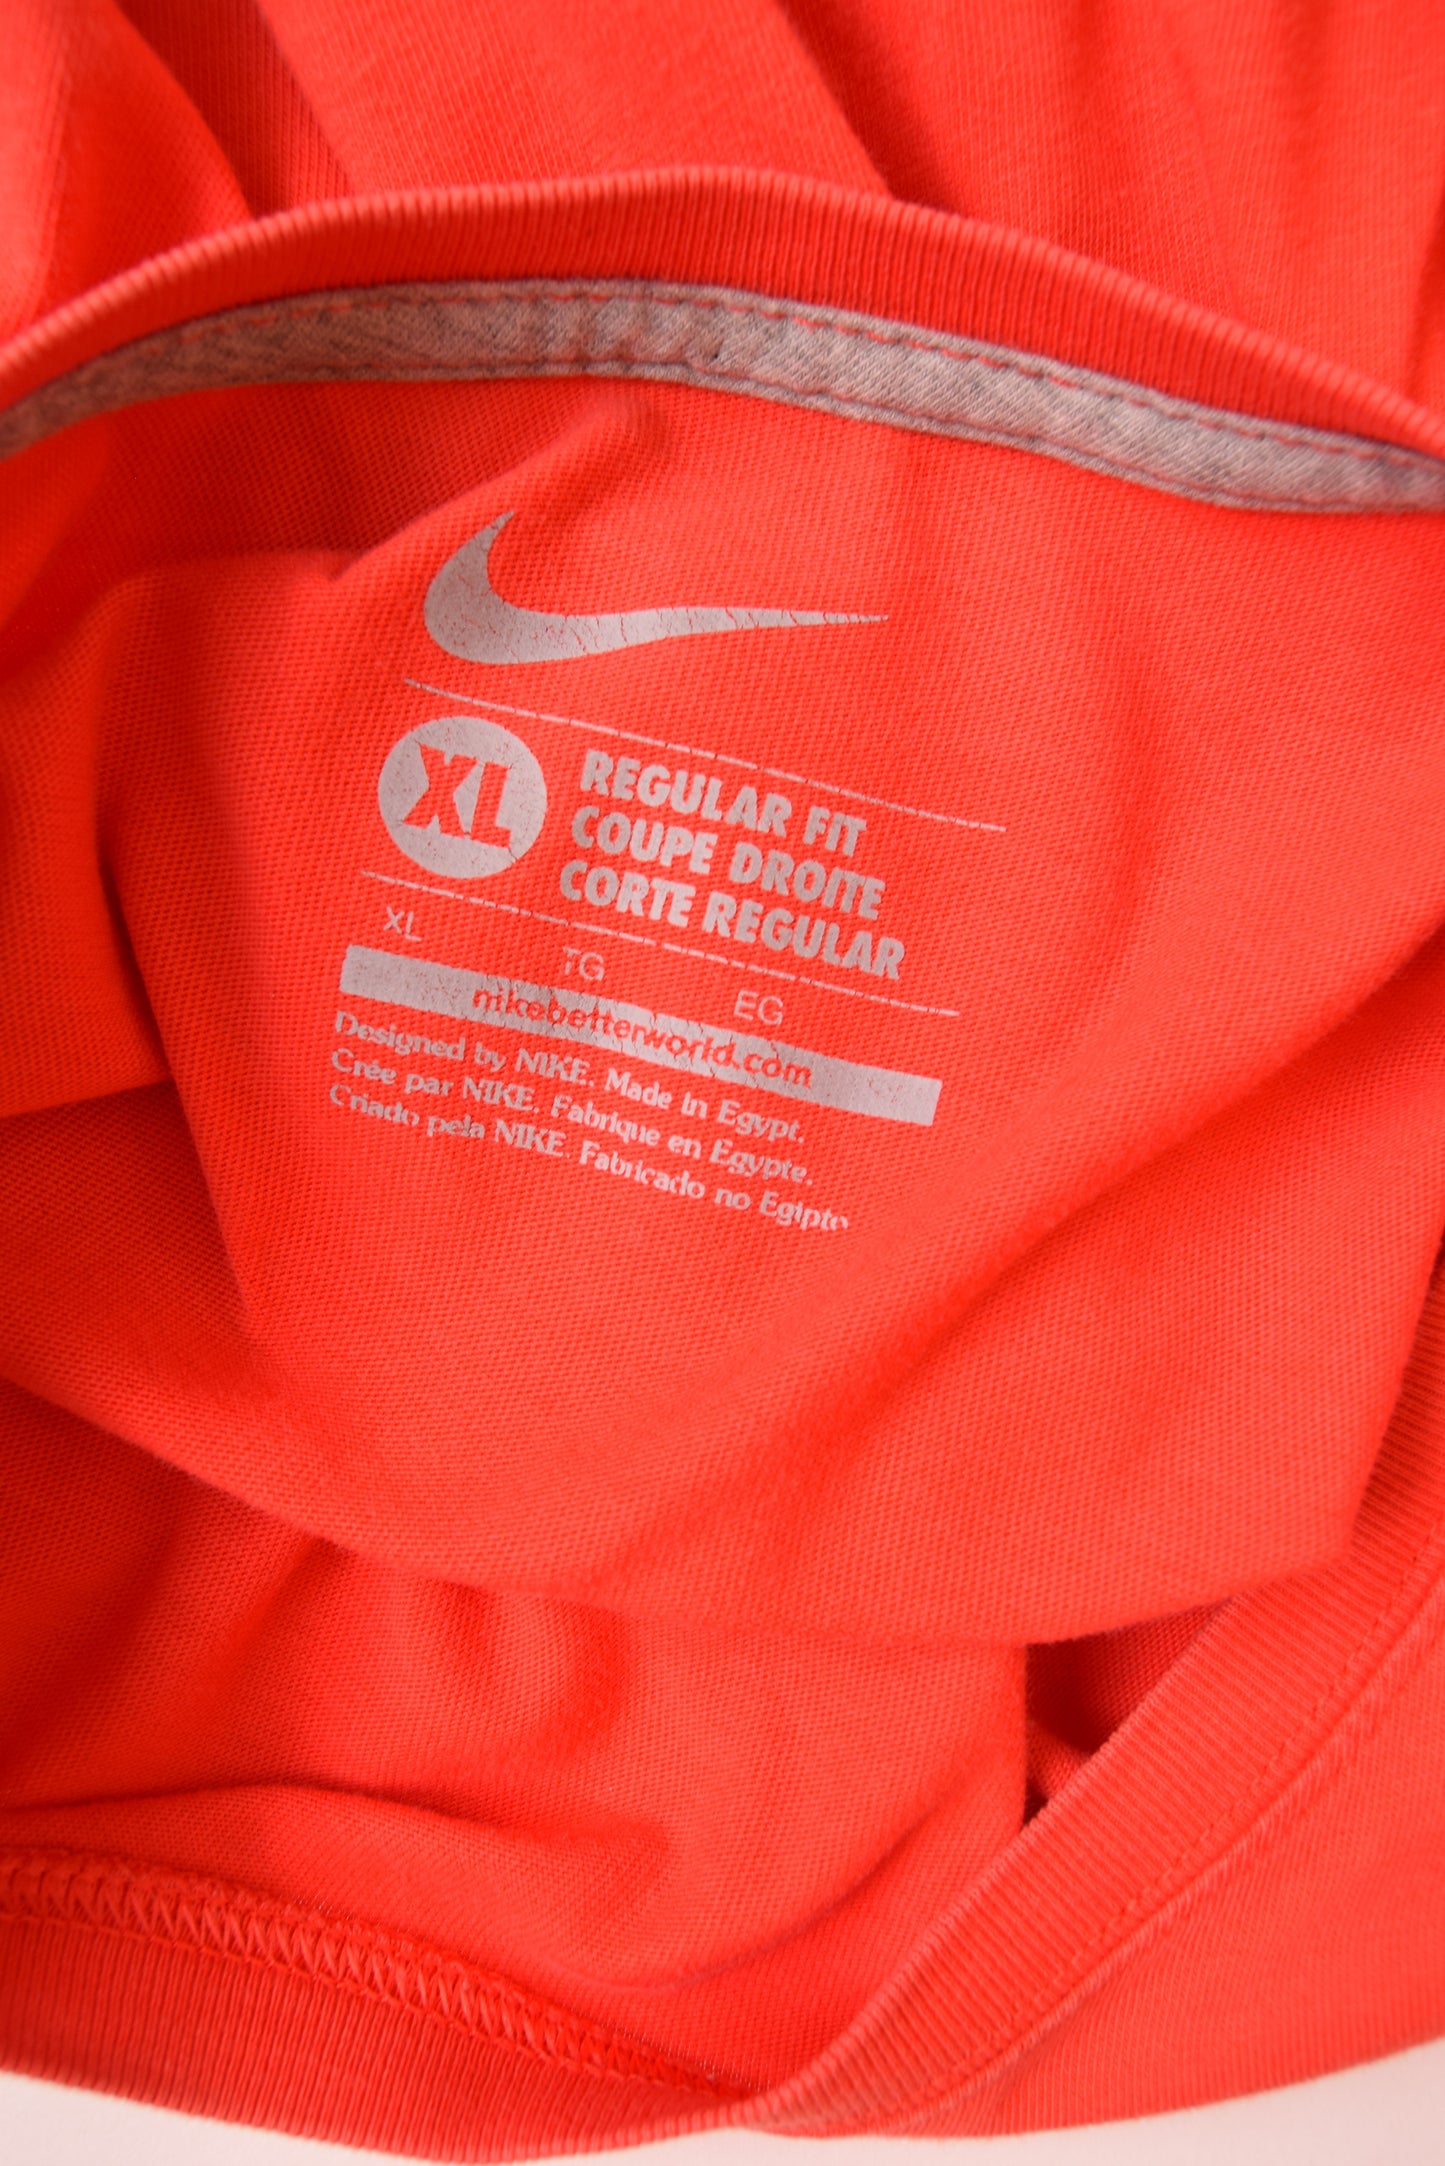 XL
REGULAR FIT
COUPE DROITE
CORTE REGULAR
XL TG EG
nikebetterworld.com
Designed by NIKE. Made in Egypt.
Crée par NIKE. Fabrique en Egypte.
Criado pela NIKE. Fabricado no Egipto